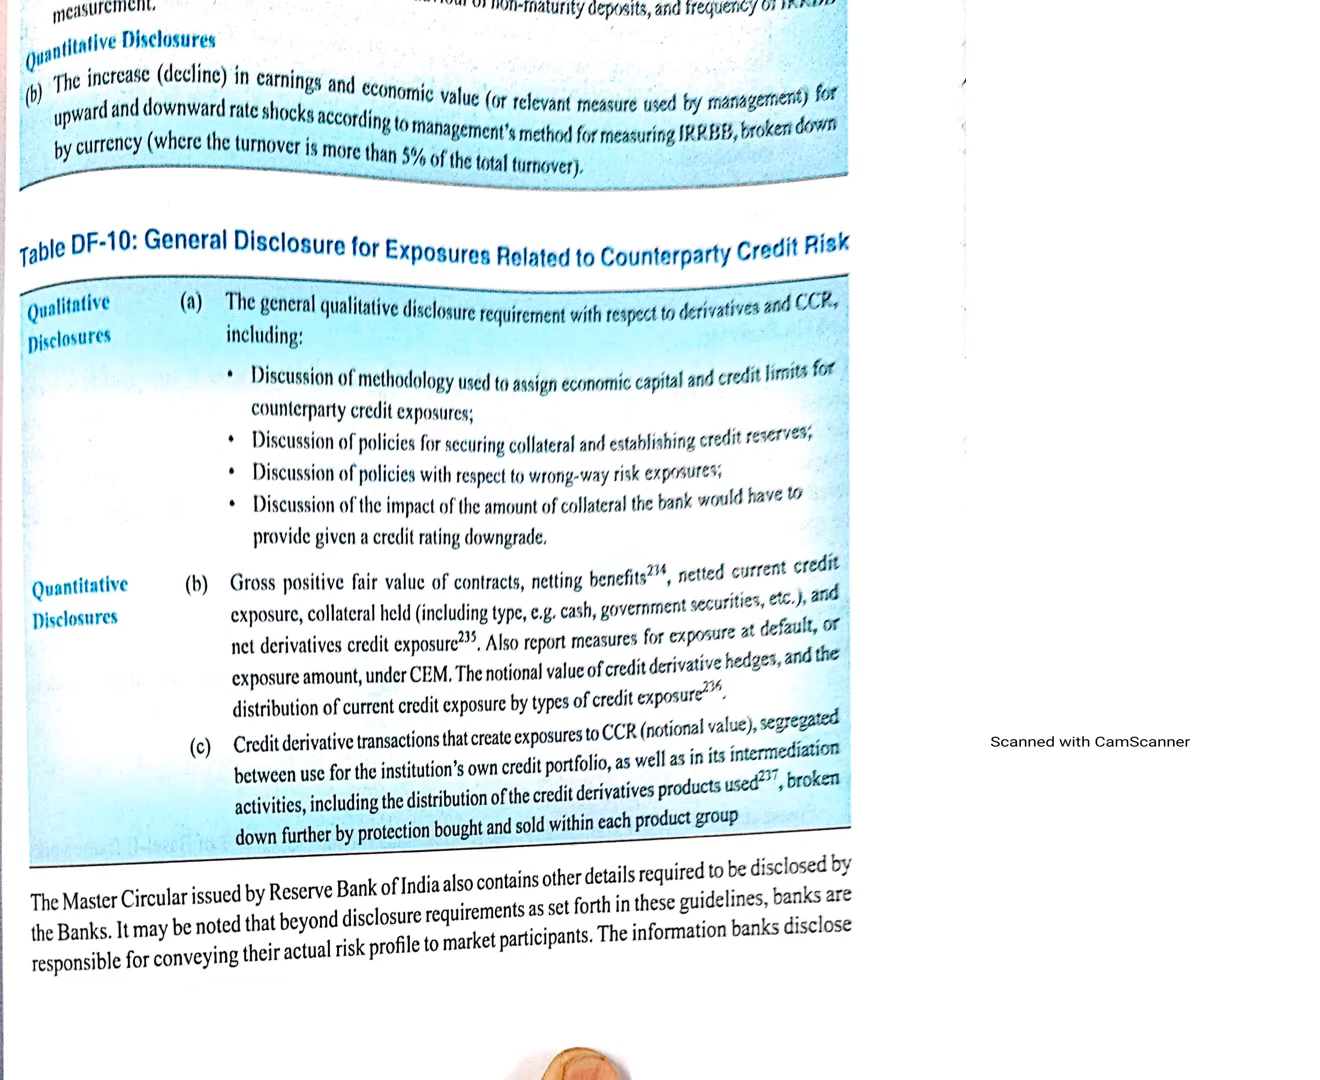 measurement.
of non-maturity deposits, and frequency of IRRBB
Quantitative Disclosures
(b) The increase (decline) in earnings and economic value (or relevant measure used by management) for
upward and downward rate shocks according to management's method for measuring IRRBB, broken down
by currency (where the turnover is more than 5% of the total turnover).
Table DF-10: General Disclosure for Exposures Related to Counterparty Credit Risk
Qualitative Disclosures
(a) The general qualitative disclosure requirement with respect to derivatives and CCR,
including:
• Discussion of methodology used to assign economic capital and credit limits for
counterparty credit exposures;
• Discussion of policies for securing collateral and establishing credit reserves;
• Discussion of policies with respect to wrong-way risk exposures;
• Discussion of the impact of the amount of collateral the bank would have to
provide given a credit rating downgrade.
Quantitative Disclosures
(b) Gross positive fair value of contracts, netting benefits234, netted current credit
exposure, collateral held (including type, e.g. cash, government securities, etc.), and
net derivatives credit exposure235. Also report measures for exposure at default, or
exposure amount, under CEM. The notional value of credit derivative hedges, and the
distribution of current credit exposure by types of credit exposure236.
(c) Credit derivative transactions that create exposures to CCR (notional value), segregated
between use for the institution's own credit portfolio, as well as in its intermediation
activities, including the distribution of the credit derivatives products used237, broken
down further by protection bought and sold within each product group
The Master Circular issued by Reserve Bank of India also contains other details required to be disclosed by
the Banks. It may be noted that beyond disclosure requirements as set forth in these guidelines, banks are
responsible for conveying their actual risk profile to market participants. The information banks disclose
Scanned with CamScanner